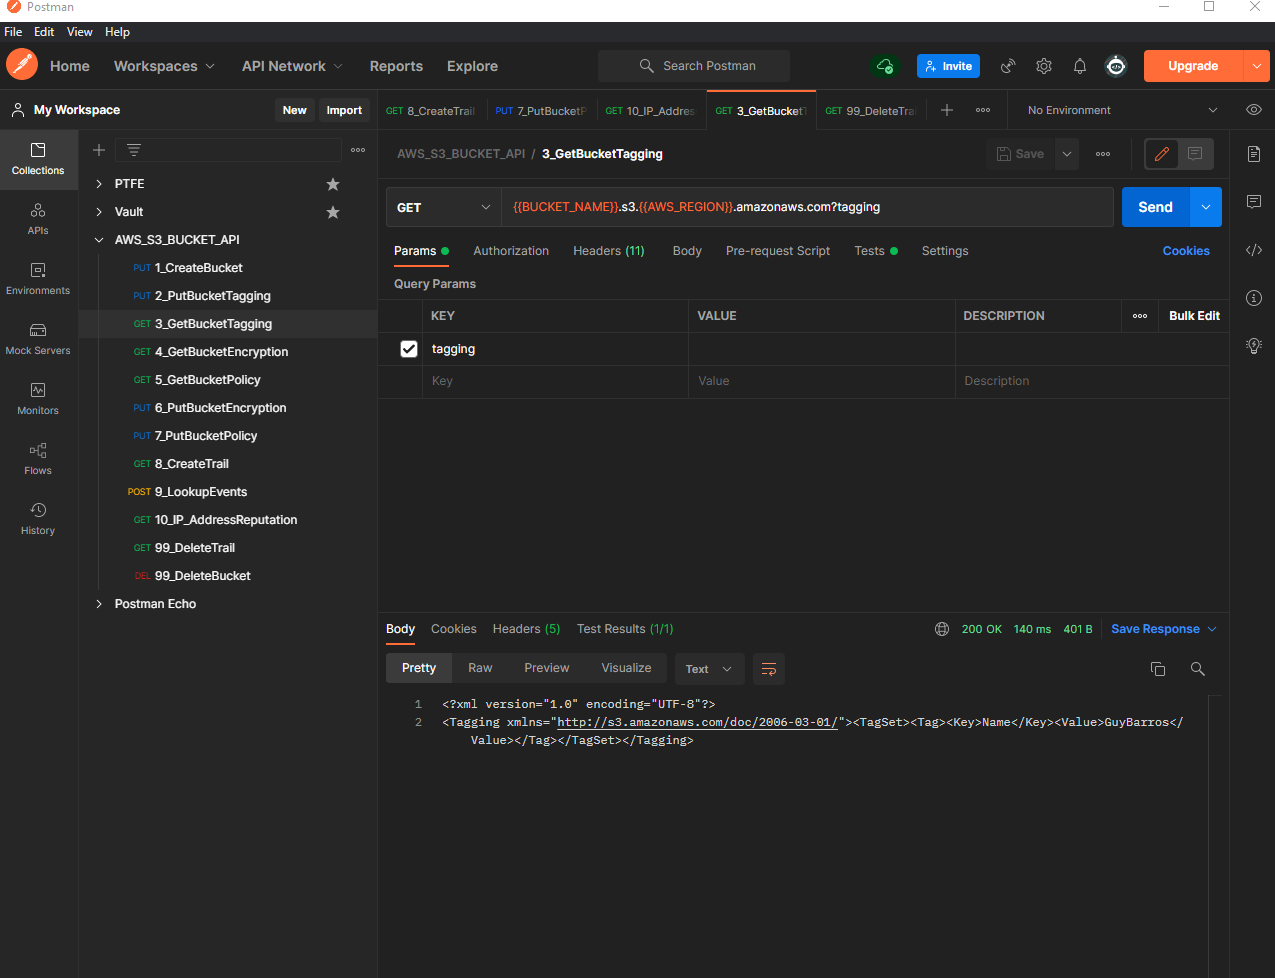 Postman
File Edit View Help
Home Workspaces API Network Reports Explore Search Postman Invite Upgrade
My Workspace New Import
GET 8_CreateTrail PUT 7_PutBucketP GET 10_IP_Addres GET 3_GetBucketT GET 99_DeleteTrai No Environment
Collections
APIs
Environments
Mock Servers
Monitors
Flows
History
PTFE
Vault
AWS_S3_BUCKET_API
PUT 1_CreateBucket
PUT 2_PutBucketTagging
GET 3_GetBucketTagging
GET 4_GetBucketEncryption
GET 5_GetBucketPolicy
PUT 6_PutBucketEncryption
PUT 7_PutBucketPolicy
GET 8_CreateTrail
POST 9_LookupEvents
GET 10_IP_AddressReputation
GET 99_DeleteTrail
DEL 99_DeleteBucket
Postman Echo
AWS_S3_BUCKET_API / 3_GetBucketTagging Save
GET {{BUCKET_NAME}}.s3.{{AWS_REGION}}.amazonaws.com?tagging Send
Params Authorization Headers (11) Body Pre-request Script Tests Settings Cookies
Query Params
KEY VALUE DESCRIPTION Bulk Edit
tagging
Key Value Description
Body Cookies Headers (5) Test Results (1/1) 200 OK 140 ms 401 B Save Response
Pretty Raw Preview Visualize Text
1 <?xml version="1.0" encoding="UTF-8"?>
2 <Tagging xmlns="http://s3.amazonaws.com/doc/2006-03-01/"><TagSet><Tag><Key>Name</Key><Value>GuyBarros</
Value></Tag></TagSet></Tagging>